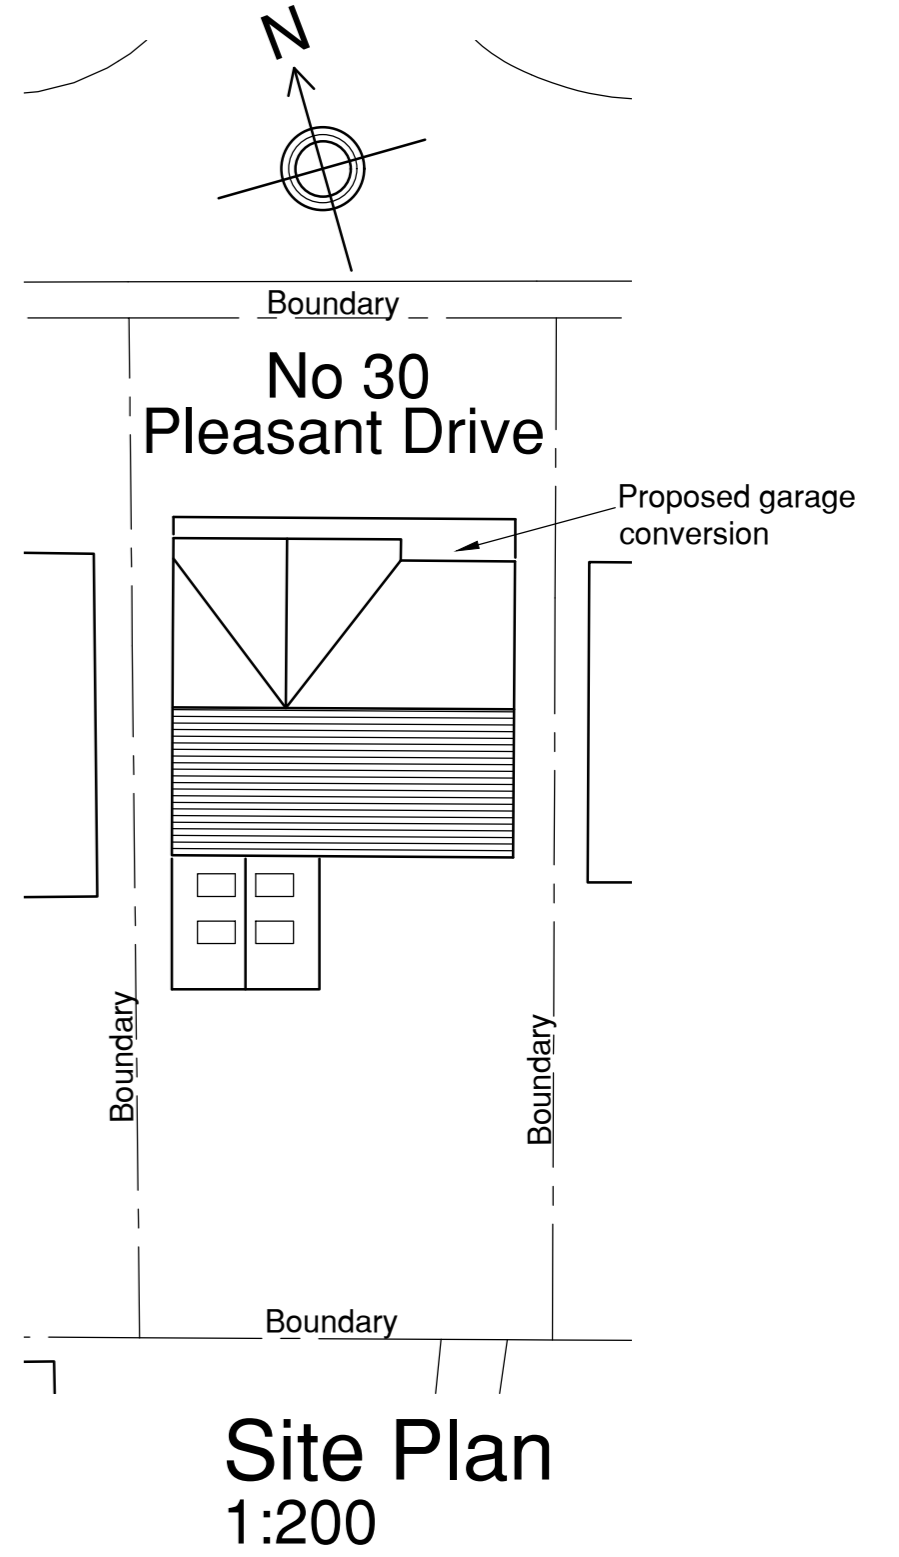 N
Boundary
No 30
Pleasant Drive
Proposed garage
conversion
Boundary
Boundary
Boundary
Site Plan
1:200